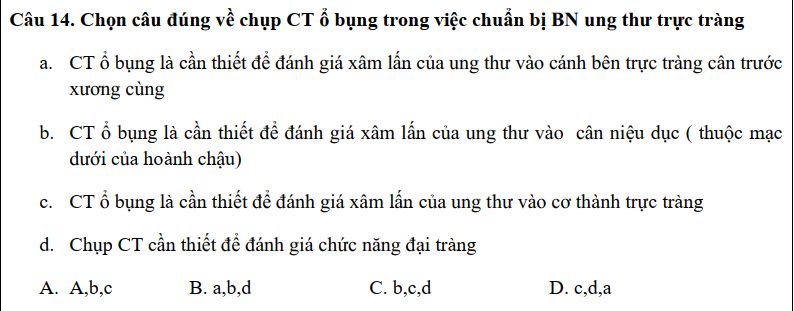 Câu 14. Chọn câu đúng về chụp CT ổ bụng trong việc chuẩn bị BN ung thư trực tràng
a. CT ổ bụng là cần thiết để đánh giá xâm lấn của ung thư vào cánh bên trực tràng cân trước
xương cùng
b. CT ổ bụng là cần thiết để đánh giá xâm lấn của ung thư vào cân niệu dục ( thuộc mạc
dưới của hoành chậu)
c. CT ổ bụng là cần thiết để đánh giá xâm lấn của ung thư vào cơ thành trực tràng
d. Chụp CT cần thiết để đánh giá chức năng đại tràng
A. A,b,c B. a,b,d C. b,c,d D. c,d,a